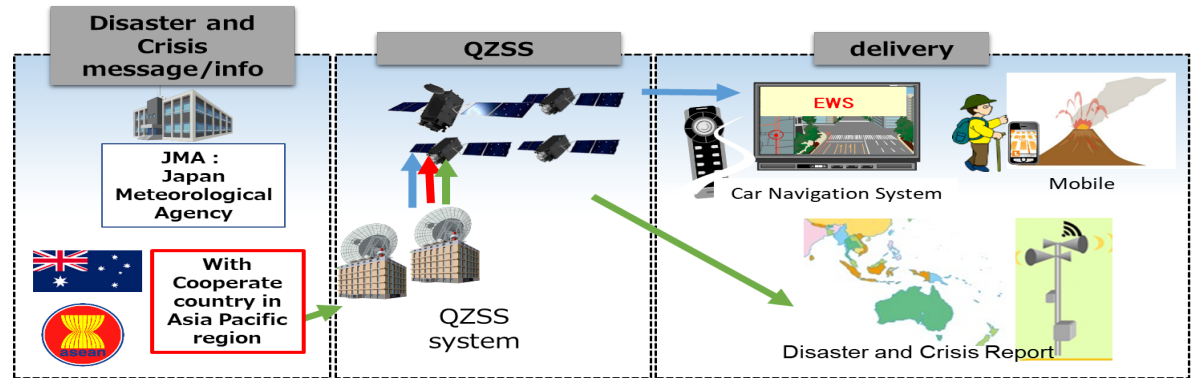 Disaster and
Crisis
message/info
JMA :
Japan
Meteorological
Agency
With
Cooperate
country in
Asia Pacific
region
asean
QZSS
QZSS
system
delivery
EWS
Car Navigation System
Mobile
Disaster and Crisis Report